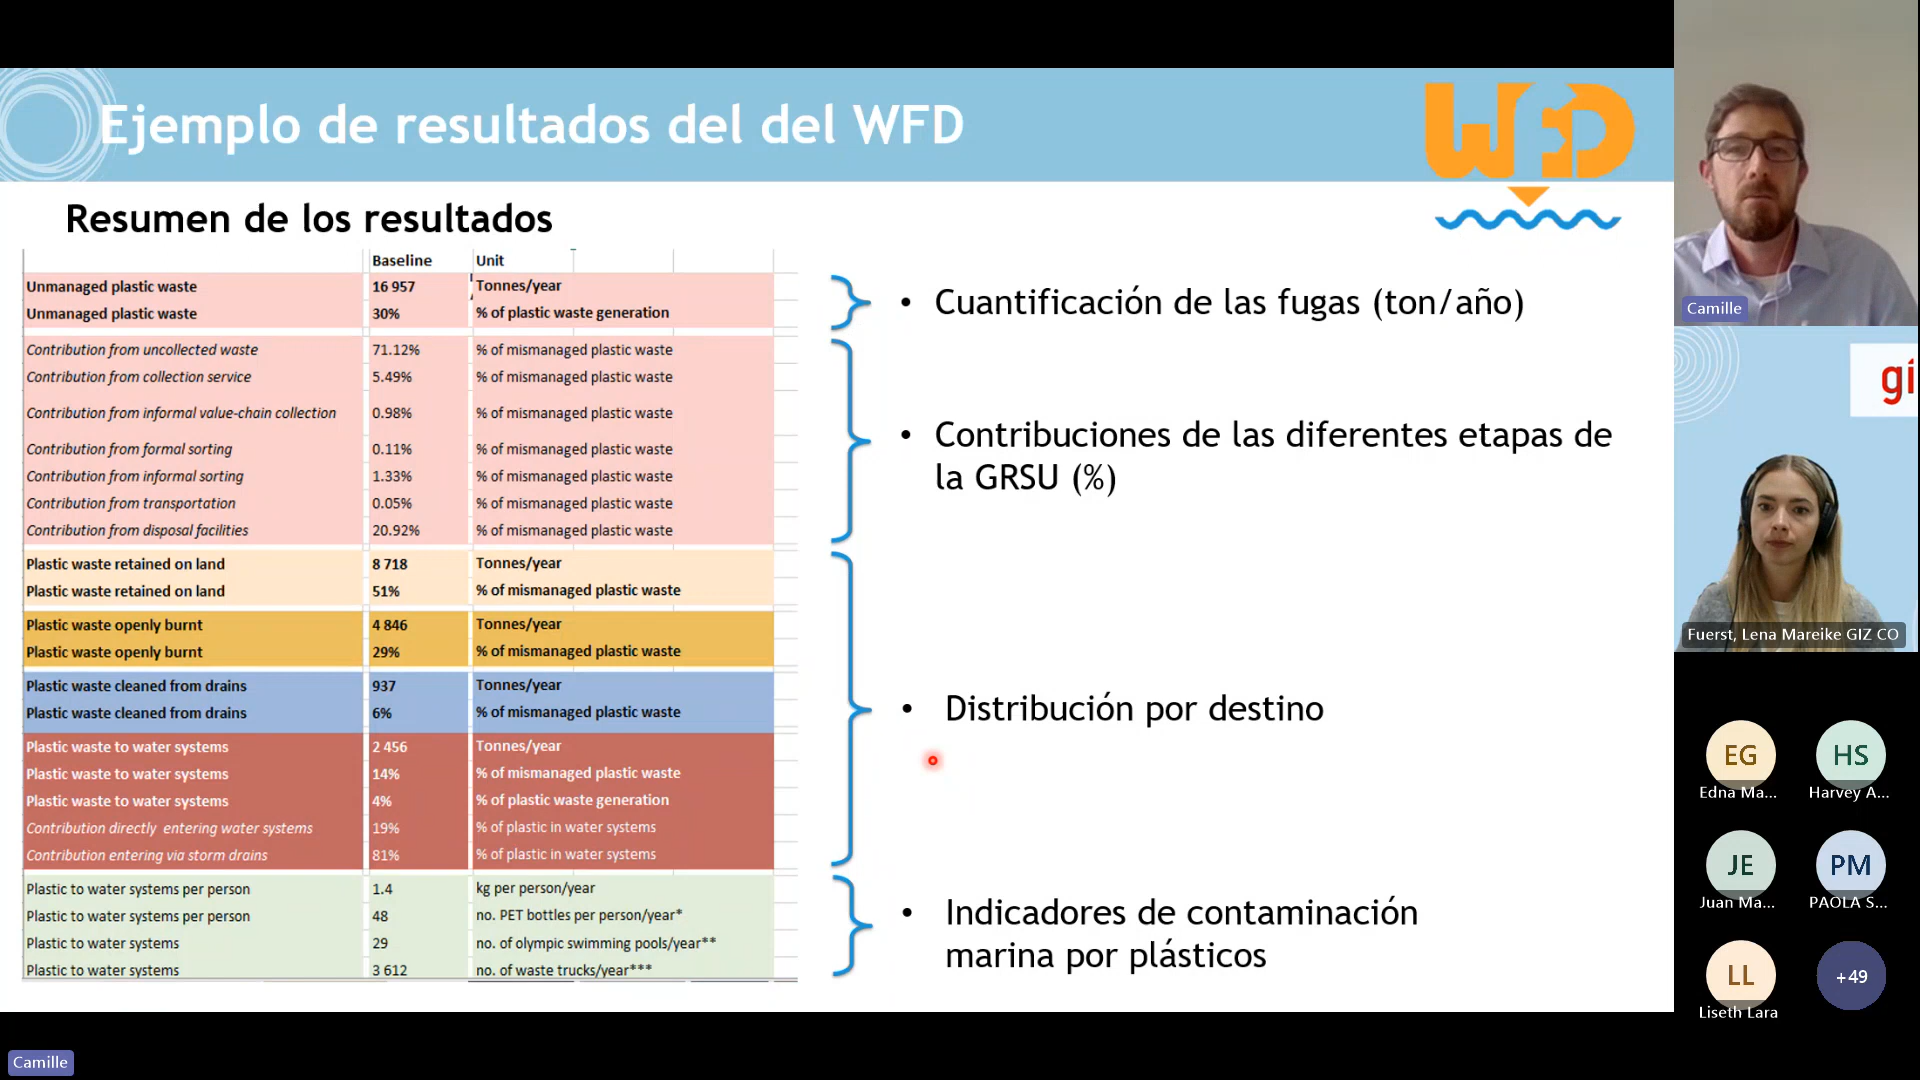 Ejemplo de resultados del del WFD
WFD
Resumen de los resultados
Baseline Unit
Unmanaged plastic waste 16 957 Tonnes/year
Unmanaged plastic waste 30% % of plastic waste generation
Contribution from uncollected waste 71.12% % of mismanaged plastic waste
Contribution from collection service 5.49% % of mismanaged plastic waste
Contribution from informal value-chain collection 0.98% % of mismanaged plastic waste
Contribution from formal sorting 0.11% % of mismanaged plastic waste
Contribution from informal sorting 1.33% % of mismanaged plastic waste
Contribution from transportation 0.05% % of mismanaged plastic waste
Contribution from disposal facilities 20.92% % of mismanaged plastic waste
Plastic waste retained on land 8 718 Tonnes/year
Plastic waste retained on land 51% % of mismanaged plastic waste
Plastic waste openly burnt 4 846 Tonnes/year
Plastic waste openly burnt 29% % of mismanaged plastic waste
Plastic waste cleaned from drains 937 Tonnes/year
Plastic waste cleaned from drains 6% % of mismanaged plastic waste
Plastic waste to water systems 2 456 Tonnes/year
Plastic waste to water systems 14% % of mismanaged plastic waste
Plastic waste to water systems 4% % of plastic waste generation
Contribution directly entering water systems 19% % of plastic in water systems
Contribution entering via storm drains 81% % of plastic in water systems
Plastic to water systems per person 1.4 kg per person/year
Plastic to water systems per person 48 no. PET bottles per person/year*
Plastic to water systems 29 no. of olympic swimming pools/year**
Plastic to water systems 3 612 no. of waste trucks/year***
• Cuantificación de las fugas (ton/año)
• Contribuciones de las diferentes etapas de
la GRSU (%)
• Distribución por destino
• Indicadores de contaminación
marina por plásticos
Camille
gi
Fuerst, Lena Mareike GIZ CO
EG HS
Edna Ma... Harvey A...
JE PM
Juan Ma... PAOLA S...
LL +49
Liseth Lara
Camille